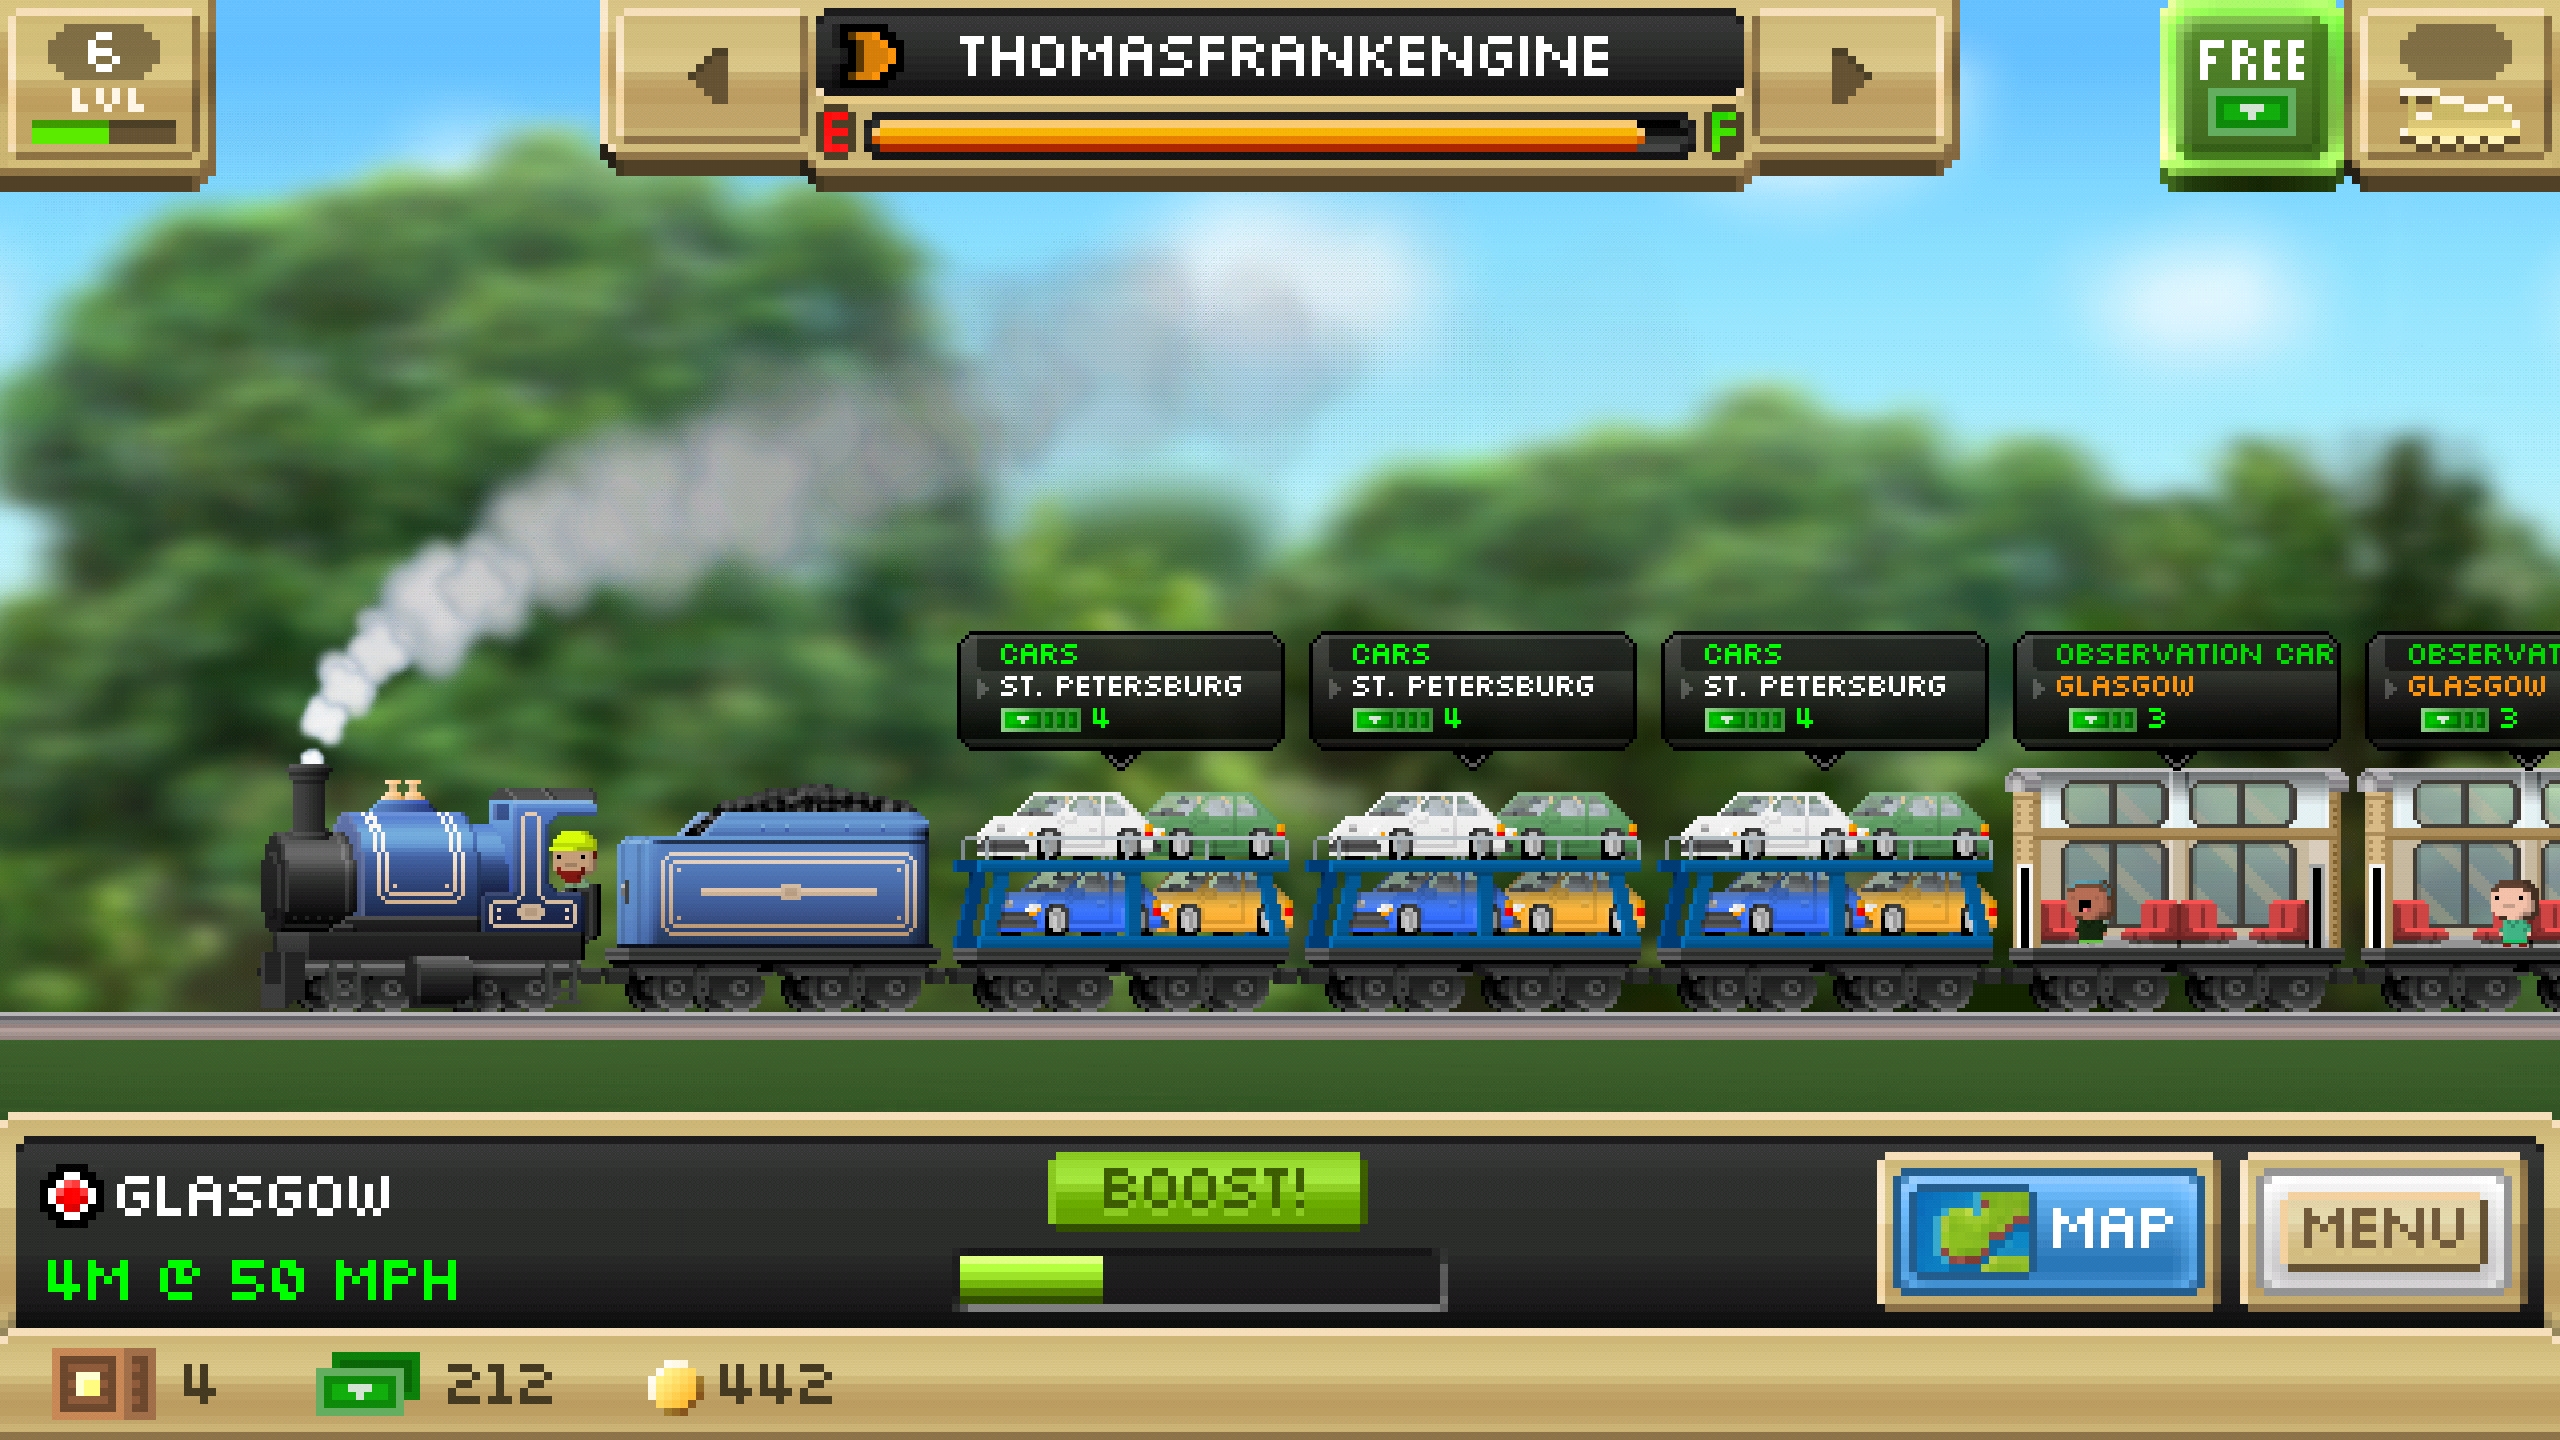 6
LVL
THOMASFRANKENGINE
E F
FREE
CARS
ST. PETERSBURG
4
CARS
ST. PETERSBURG
4
CARS
ST. PETERSBURG
4
OBSERVATION CAR
GLASGOW
3
OBSERVAT
GLASGOW
3
GLASGOW
4M @ 50 MPH
BOOST!
MAP
MENU
4 212 442